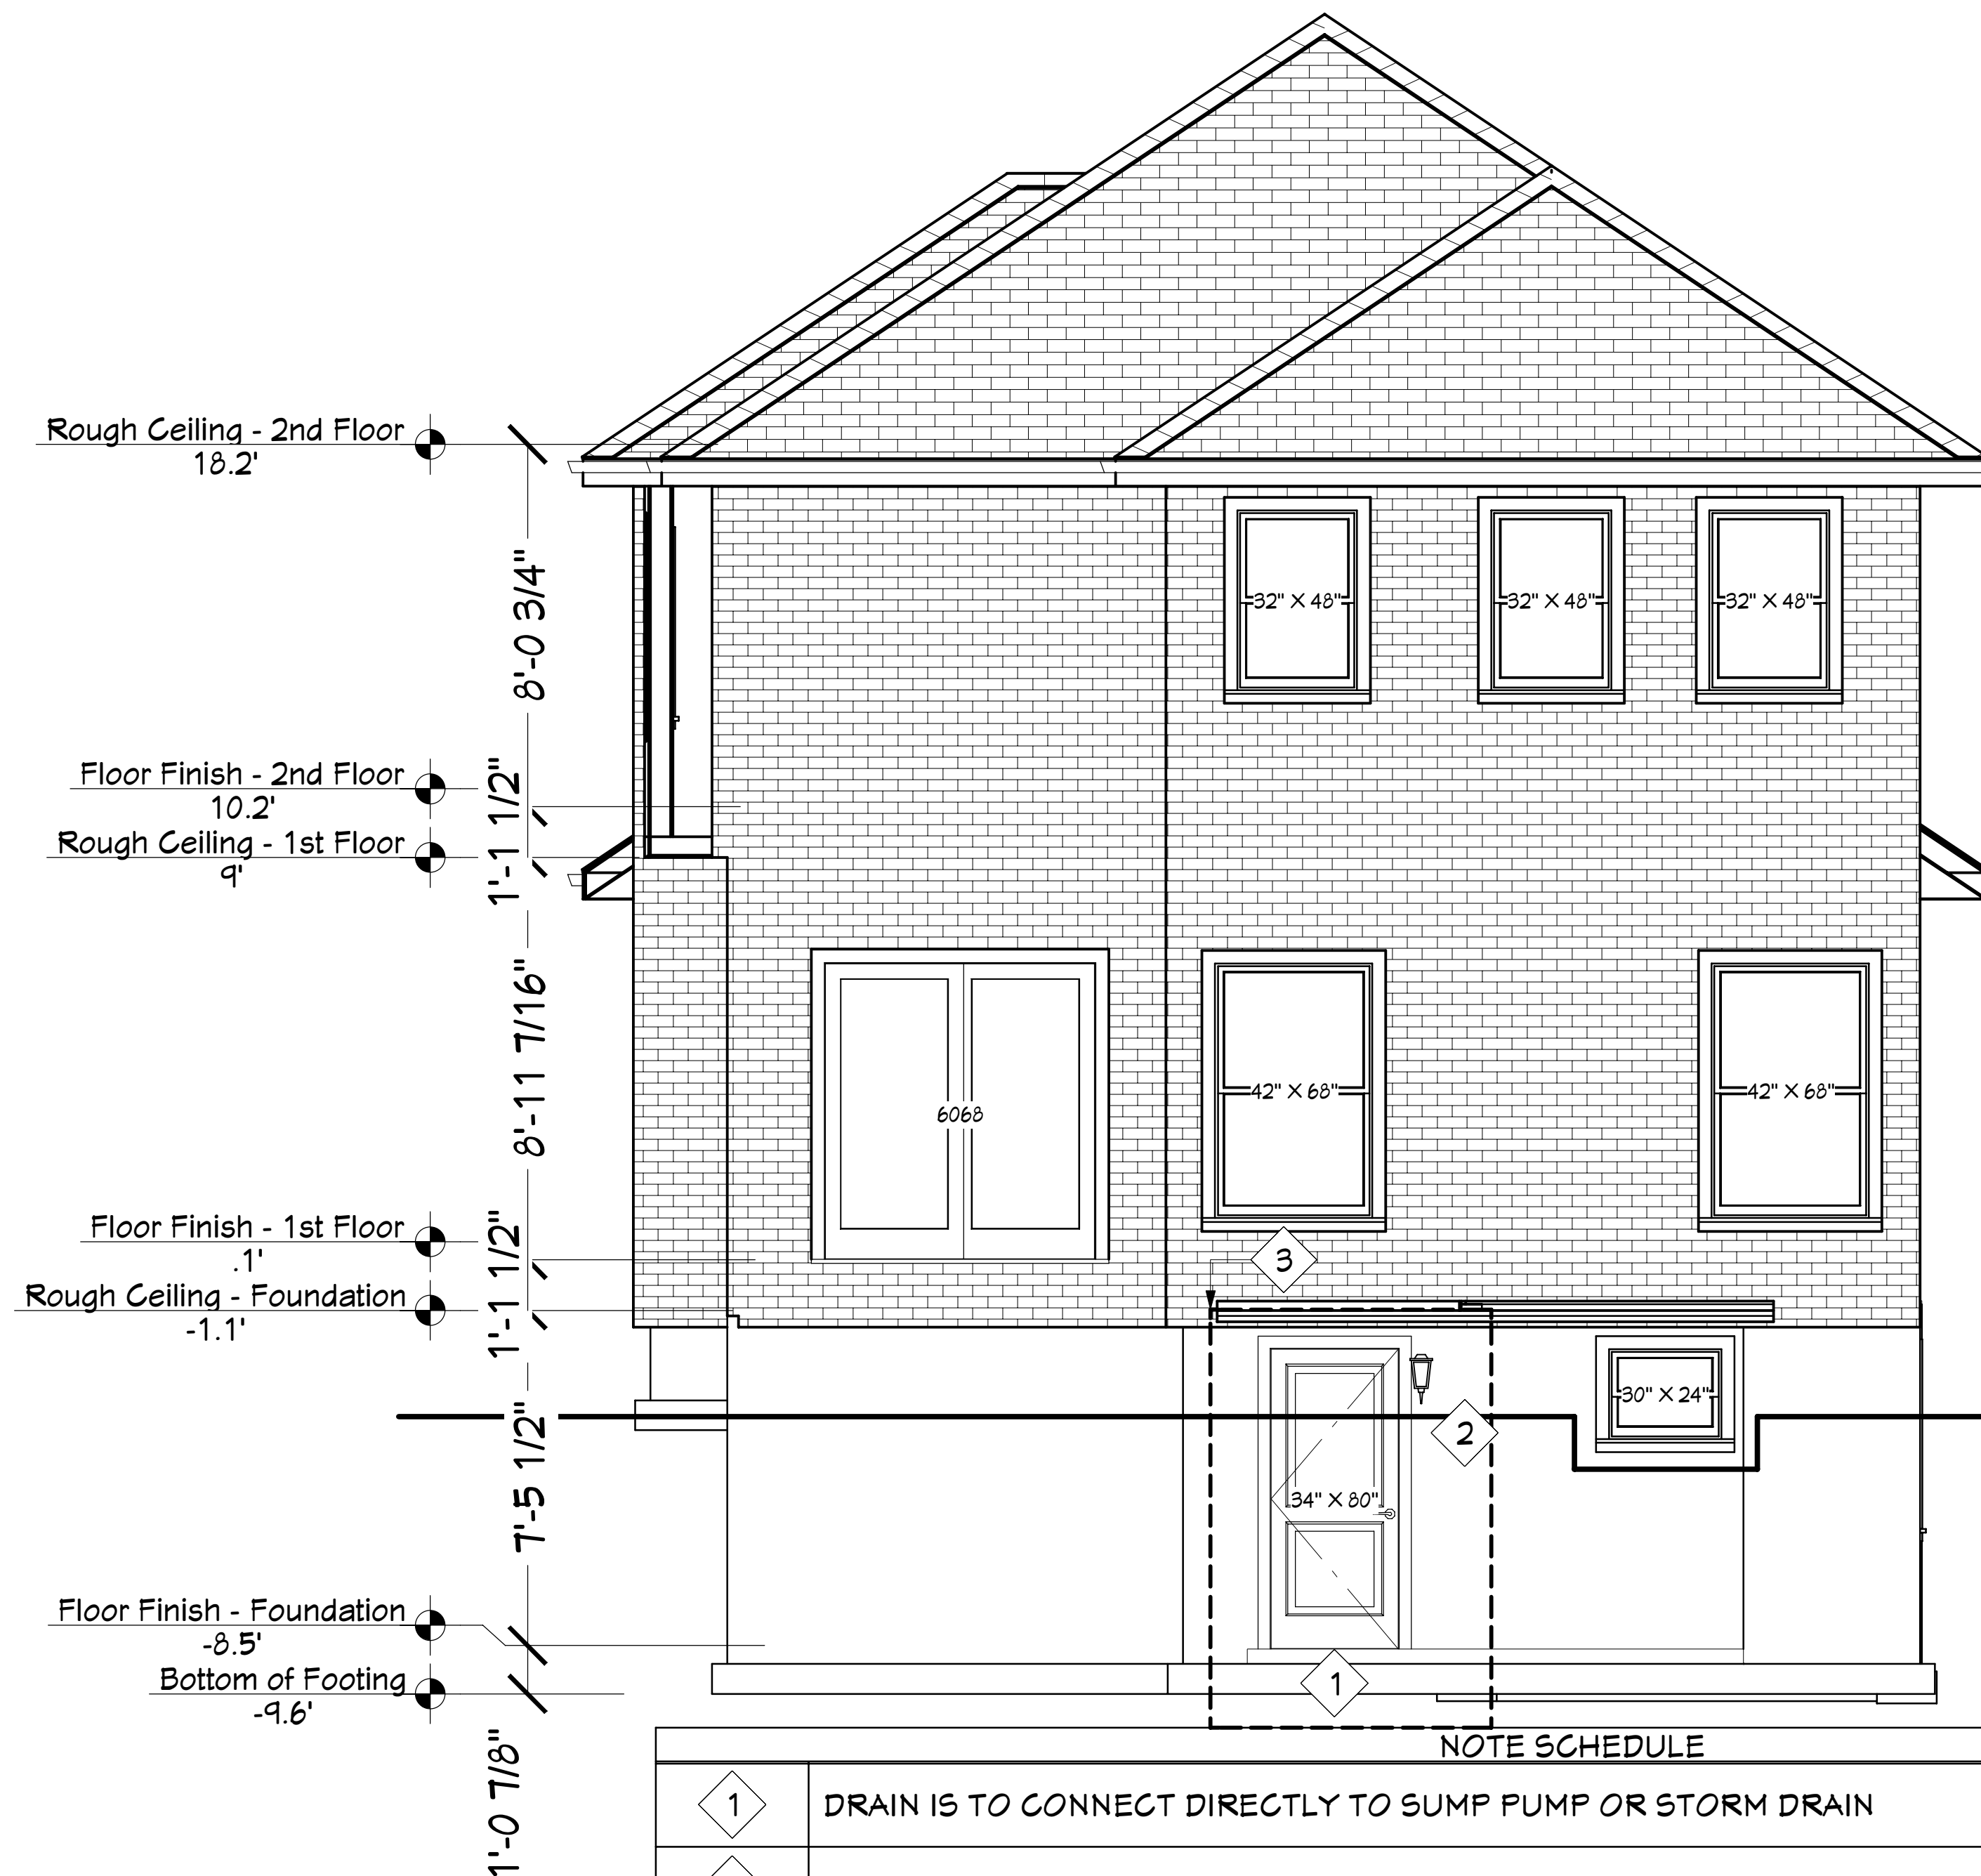 Rough Ceiling - 2nd Floor
18.2'
8'-0 3/4"
32" X 48"
32" X 48"
32" X 48"
Floor Finish - 2nd Floor
10.2'
1'-1 1/2"
Rough Ceiling - 1st Floor
9'
8'-11 7/16"
6068
42" X 68"
42" X 68"
Floor Finish - 1st Floor
.1'
1'-1 1/2"
3
Rough Ceiling - Foundation
-1.1'
7'-5 1/2"
30" X 24"
2
34" X 80"
Floor Finish - Foundation
-8.5'
Bottom of Footing
-9.6'
1
1'-0 7/8"
NOTE SCHEDULE
1
DRAIN IS TO CONNECT DIRECTLY TO SUMP PUMP OR STORM DRAIN